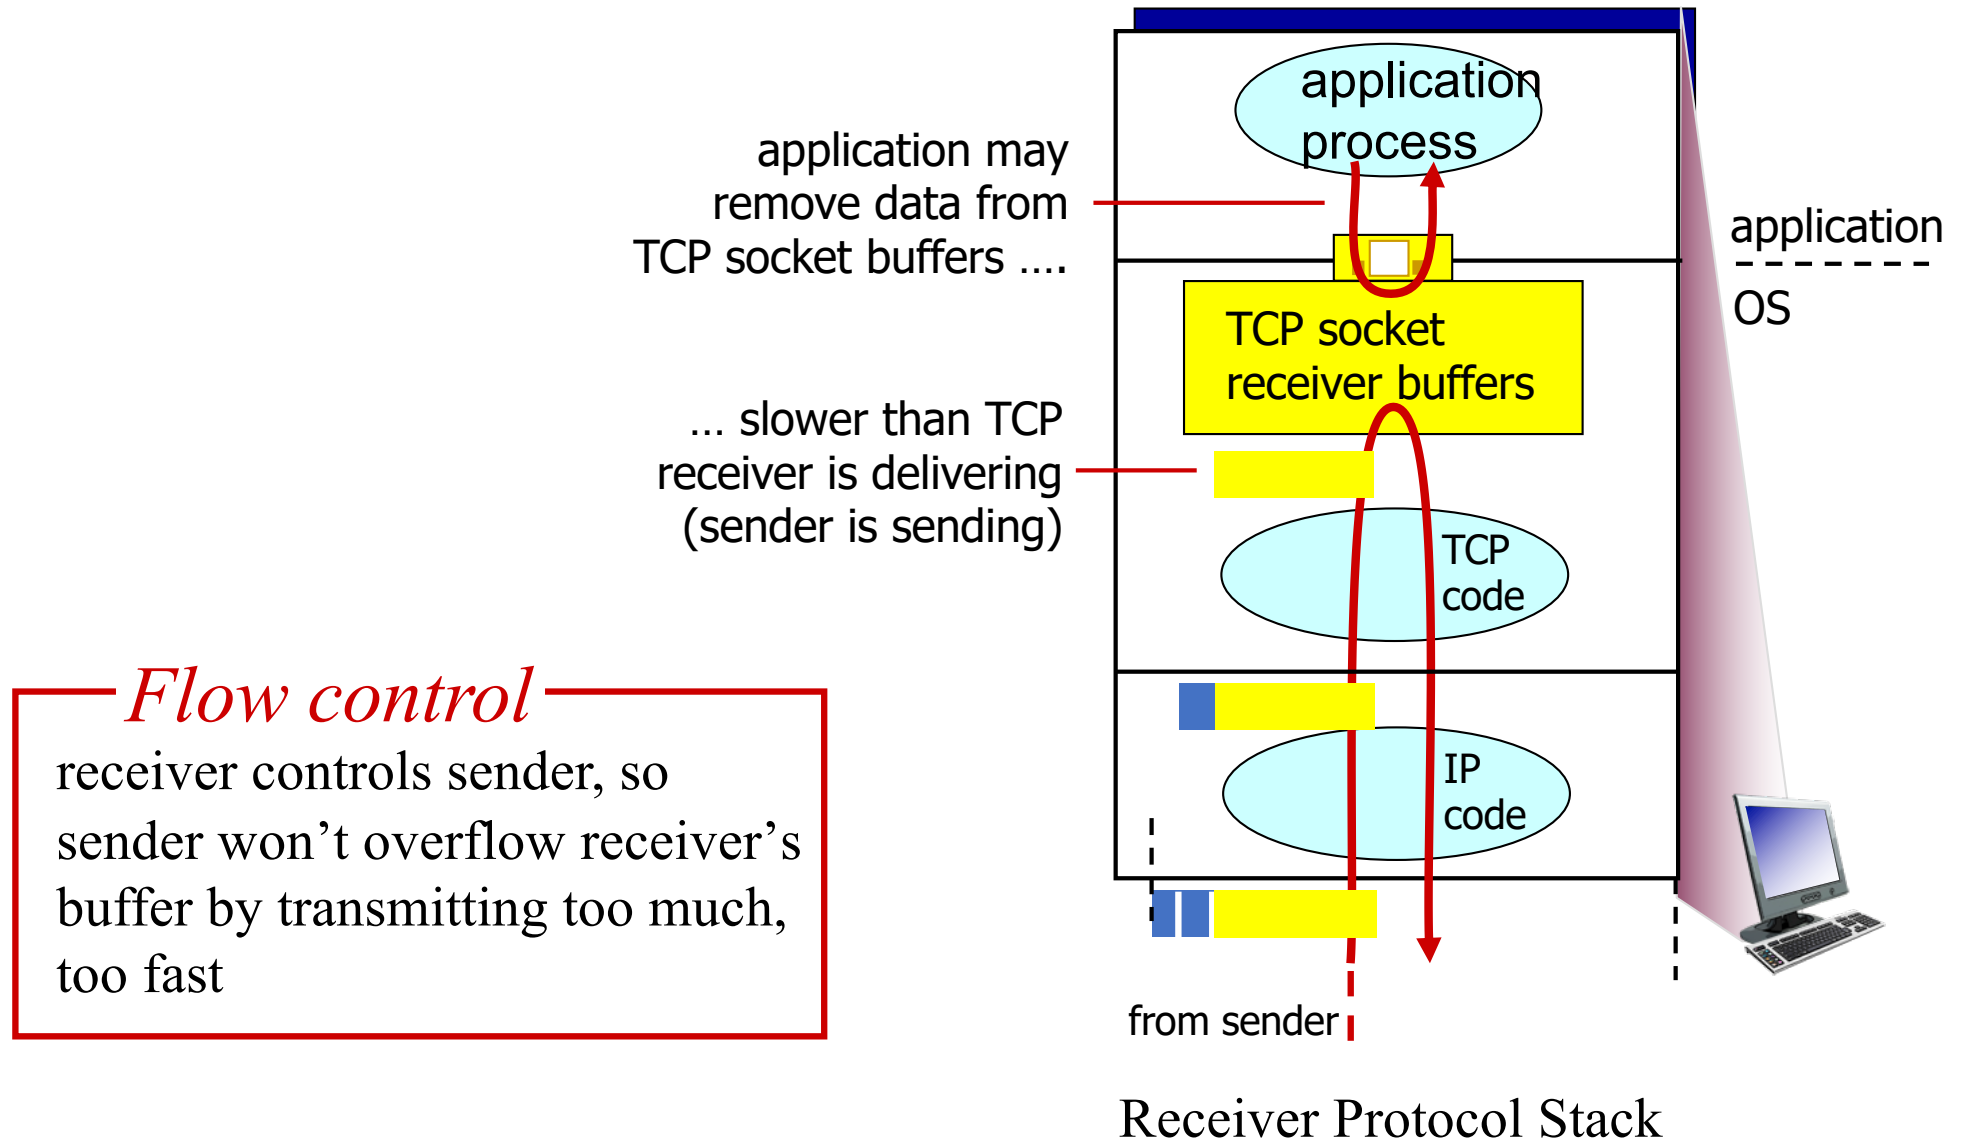 application
process
application may
remove data from
TCP socket buffers ….
application
OS
TCP socket
receiver buffers
… slower than TCP
receiver is delivering
(sender is sending)
TCP
code
Flow control
receiver controls sender, so
sender won’t overflow receiver’s
buffer by transmitting too much,
too fast
IP
code
from sender
Receiver Protocol Stack